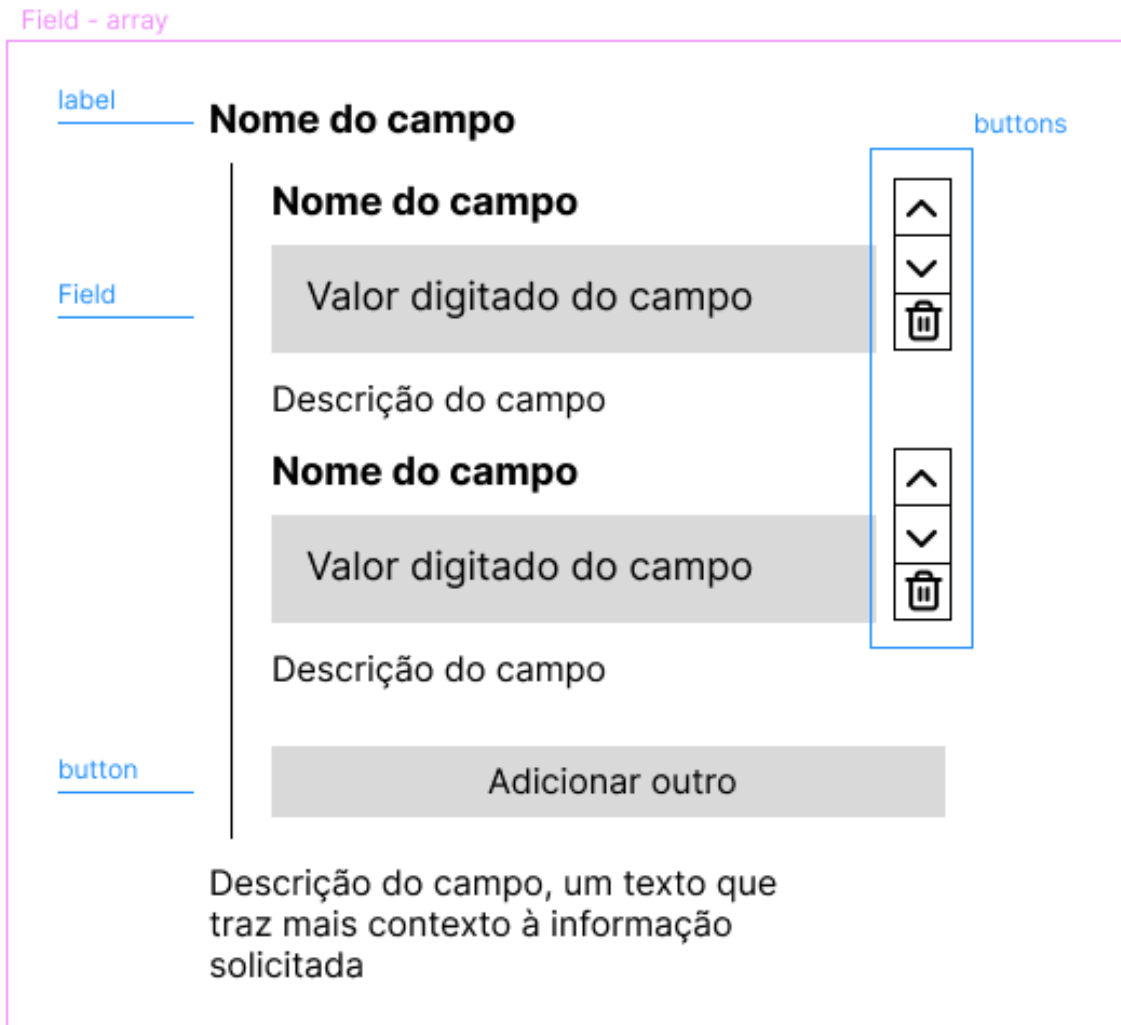 Field - array
label
Nome do campo
buttons
Nome do campo
Field
Valor digitado do campo
Descrição do campo
Nome do campo
Valor digitado do campo
Descrição do campo
button
Adicionar outro
Descrição do campo, um texto que
traz mais contexto à informação
solicitada